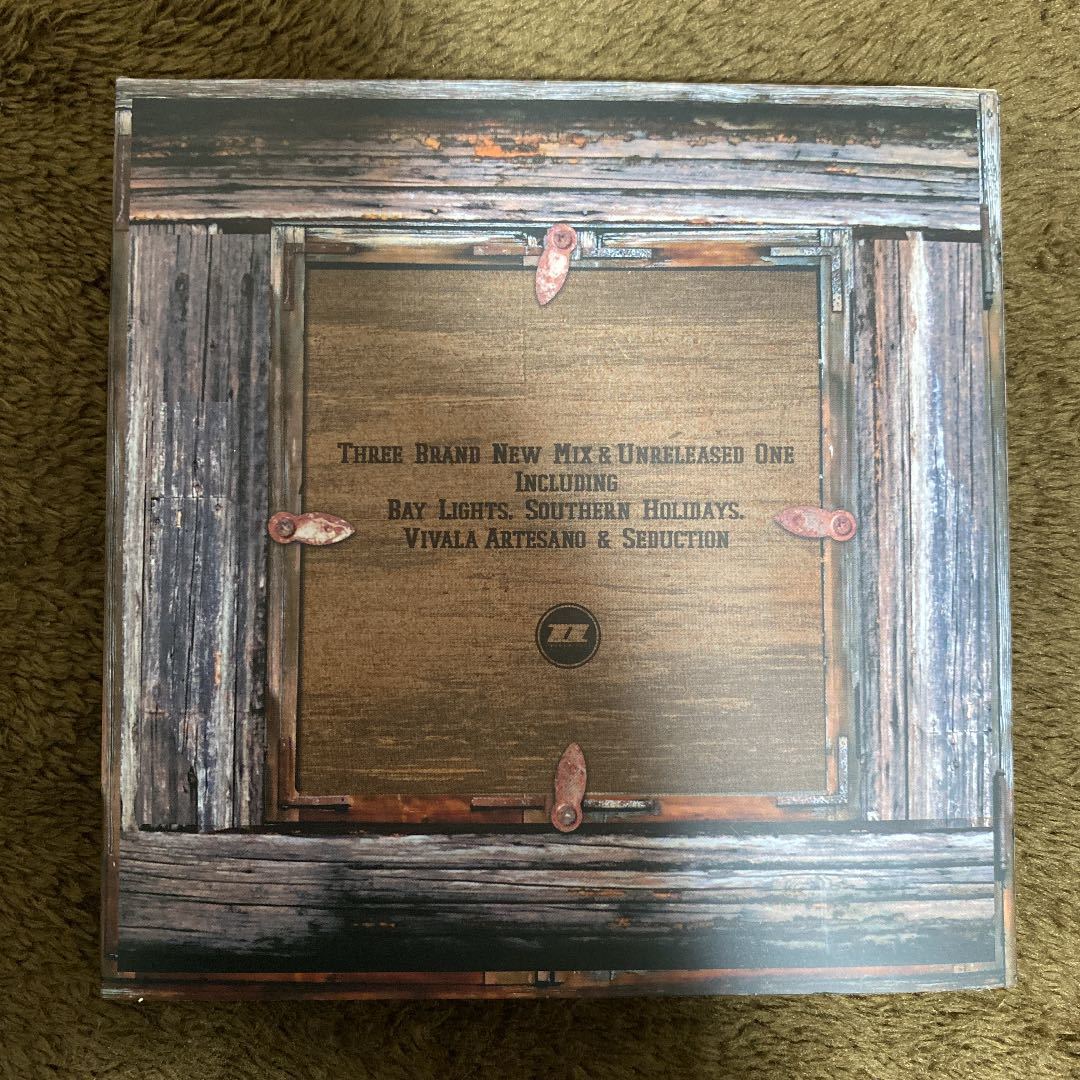 Three Brand New Mix & Unreleased One
Including
Bay Lights. Southern Holidays.
Vivala Artesano & Seduction